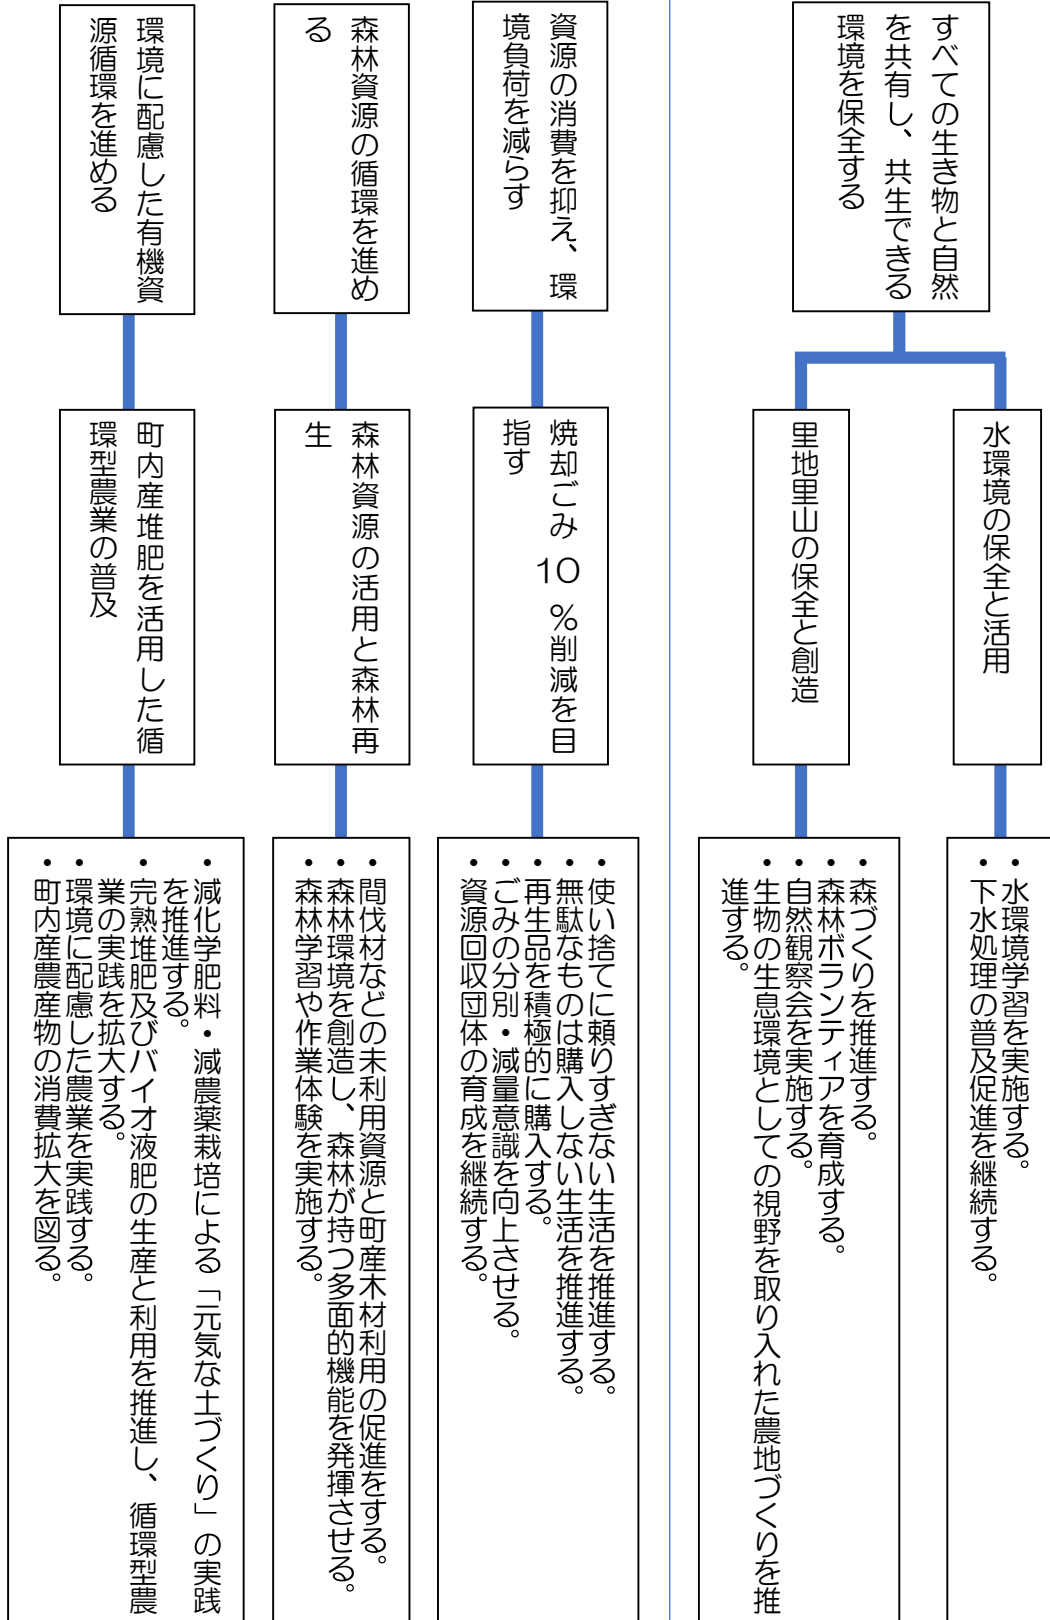 すべての生き物と自然
を共有し、共生できる
環境を保全する
水環境の保全と活用
・水環境学習を実施する。
・下水処理の普及促進を継続する。
里地里山の保全と創造
・森づくりを推進する。
・森林ボランティアを育成する。
・自然観察会を実施する。
・生物の生息環境としての視野を取り入れた農地づくりを推
進する。
資源の消費を抑え、環
境負荷を減らす
焼却ごみ10%削減を目
指す
・使い捨てに頼りすぎない生活を推進する。
・無駄なものは購入しない生活を推進する。
・再生品を積極的に購入する。
・ごみの分別・減量意識を向上させる。
・資源回収団体の育成を継続する。
森林資源の循環を進め
る
森林資源の活用と森林再
生
・間伐材などの未利用資源と町産木材利用の促進をする。
・森林環境を創造し、森林が持つ多面的機能を発揮させる。
・森林学習や作業体験を実施する。
環境に配慮した有機資
源循環を進める
町内産堆肥を活用した循
環型農業の普及
・減化学肥料・減農薬栽培による「元気な土づくり」の実践
を推進する。
・完熟堆肥及びバイオ液肥の生産と利用を推進し、循環型農
業の実践を拡大する。
・環境に配慮した農業を実践する。
・町内産農産物の消費拡大を図る。